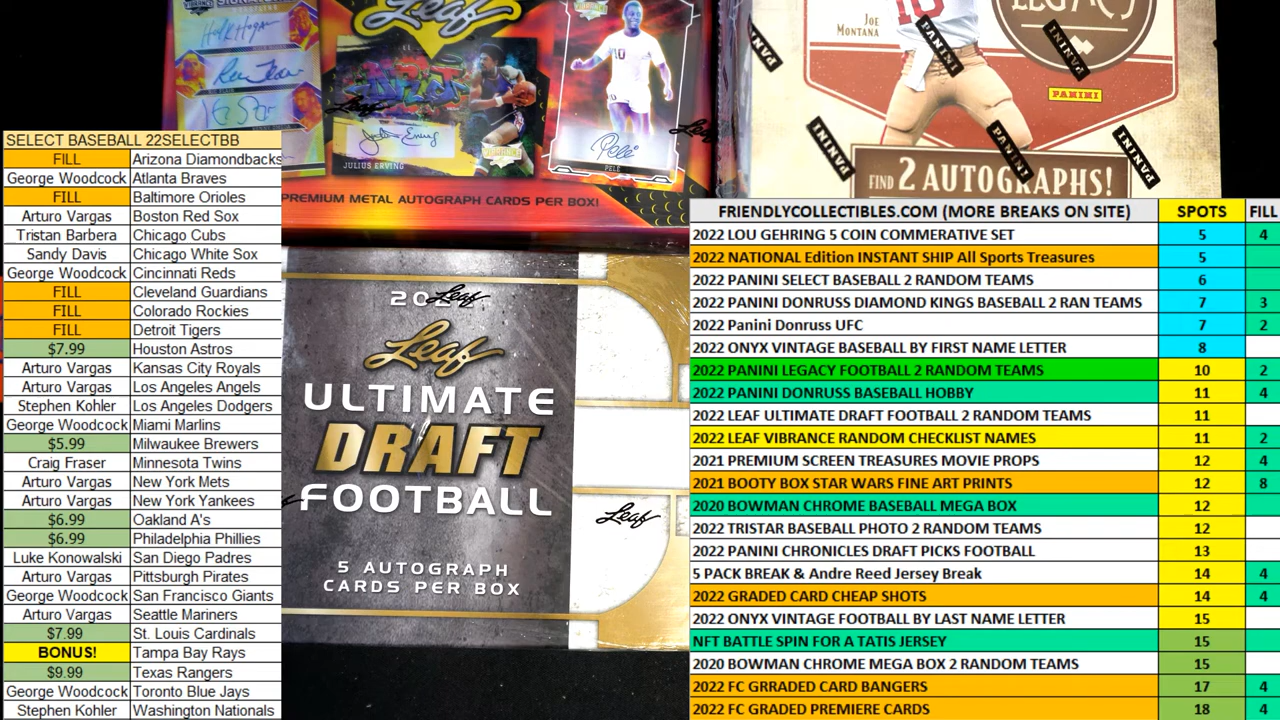 VIBRANCE
Leaf
JOE
MONTANA
LEGACY
PANINI
PANINI
PANINI
PANINI
Leaf
Leaf
JULIUS ERVING
VIBRANCE
PELÉ
PREMIUM METAL AUTOGRAPH CARDS PER BOX!
PANINI
PANINI
PANINI
FIND 2 AUTOGRAPHS!
SELECT BASEBALL 22SELECTBB
FILL Arizona Diamondbacks
George Woodcock Atlanta Braves
FILL Baltimore Orioles
Arturo Vargas Boston Red Sox
Tristan Barbera Chicago Cubs
Sandy Davis Chicago White Sox
George Woodcock Cincinnati Reds
FILL Cleveland Guardians
FILL Colorado Rockies
FILL Detroit Tigers
$7.99 Houston Astros
Arturo Vargas Kansas City Royals
Arturo Vargas Los Angeles Angels
Stephen Kohler Los Angeles Dodgers
George Woodcock Miami Marlins
$5.99 Milwaukee Brewers
Craig Fraser Minnesota Twins
Arturo Vargas New York Mets
Arturo Vargas New York Yankees
$6.99 Oakland A's
$6.99 Philadelphia Phillies
Luke Konowalski San Diego Padres
Arturo Vargas Pittsburgh Pirates
George Woodcock San Francisco Giants
Arturo Vargas Seattle Mariners
$7.99 St. Louis Cardinals
BONUS! Tampa Bay Rays
$9.99 Texas Rangers
George Woodcock Toronto Blue Jays
Stephen Kohler Washington Nationals
Leaf
Leaf
ULTIMATE
DRAFT
FOOTBALL
Leaf
5 AUTOGRAPH
CARDS PER BOX
FRIENDLYCOLLECTIBLES.COM (MORE BREAKS ON SITE) SPOTS FILL
2022 LOU GEHRING 5 COIN COMMERATIVE SET 5 4
2022 NATIONAL Edition INSTANT SHIP All Sports Treasures 5
2022 PANINI SELECT BASEBALL 2 RANDOM TEAMS 6
2022 PANINI DONRUSS DIAMOND KINGS BASEBALL 2 RAN TEAMS 7 3
2022 Panini Donruss UFC 7 2
2022 ONYX VINTAGE BASEBALL BY FIRST NAME LETTER 8
2022 PANINI LEGACY FOOTBALL 2 RANDOM TEAMS 10 2
2022 PANINI DONRUSS BASEBALL HOBBY 11 4
2022 LEAF ULTIMATE DRAFT FOOTBALL 2 RANDOM TEAMS 11
2022 LEAF VIBRANCE RANDOM CHECKLIST NAMES 11 2
2021 PREMIUM SCREEN TREASURES MOVIE PROPS 12 4
2021 BOOTY BOX STAR WARS FINE ART PRINTS 12 8
2020 BOWMAN CHROME BASEBALL MEGA BOX 12
2022 TRISTAR BASEBALL PHOTO 2 RANDOM TEAMS 12
2022 PANINI CHRONICLES DRAFT PICKS FOOTBALL 13
5 PACK BREAK & Andre Reed Jersey Break 14 4
2022 GRADED CARD CHEAP SHOTS 14 4
2022 ONYX VINTAGE FOOTBALL BY LAST NAME LETTER 15
NFT BATTLE SPIN FOR A TATIS JERSEY 15
2020 BOWMAN CHROME MEGA BOX 2 RANDOM TEAMS 15
2022 FC GRRADED CARD BANGERS 17 4
2022 FC GRADED PREMIERE CARDS 18 4